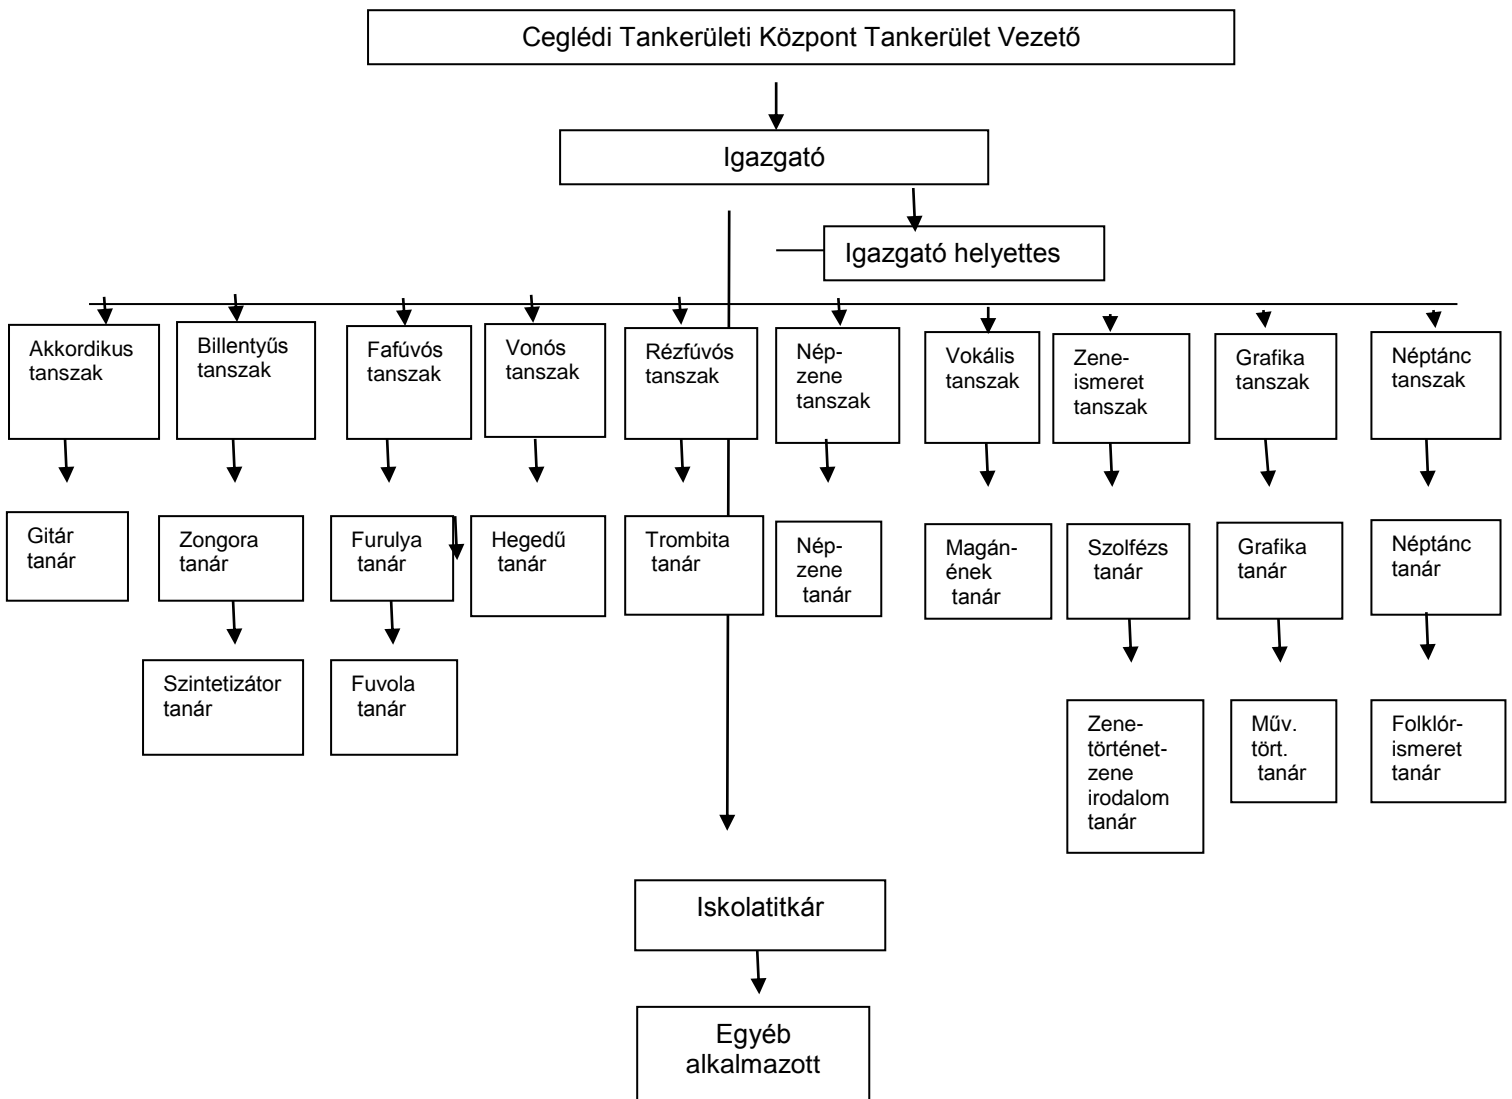 Ceglédi Tankerületi Központ Tankerület Vezető
Igazgató
Igazgató helyettes
Akkordikus
tanszak
Billentyűs
tanszak
Fafúvós
tanszak
Vonós
tanszak
Rézfúvós
tanszak
Nép-
zene
tanszak
Vokális
tanszak
Zene-
ismeret
tanszak
Grafika
tanszak
Néptánc
tanszak
Gitár
tanár
Zongora
tanár
Furulya
tanár
Hegedű
tanár
Trombita
tanár
Nép-
zene
tanár
Magán-
ének
tanár
Szolfézs
tanár
Grafika
tanár
Néptánc
tanár
Szintetizátor
tanár
Fuvola
tanár
Zene-
történet-
zene
irodalom
tanár
Műv.
tört.
tanár
Folklór-
ismeret
tanár
Iskolatitkár
Egyéb
alkalmazott